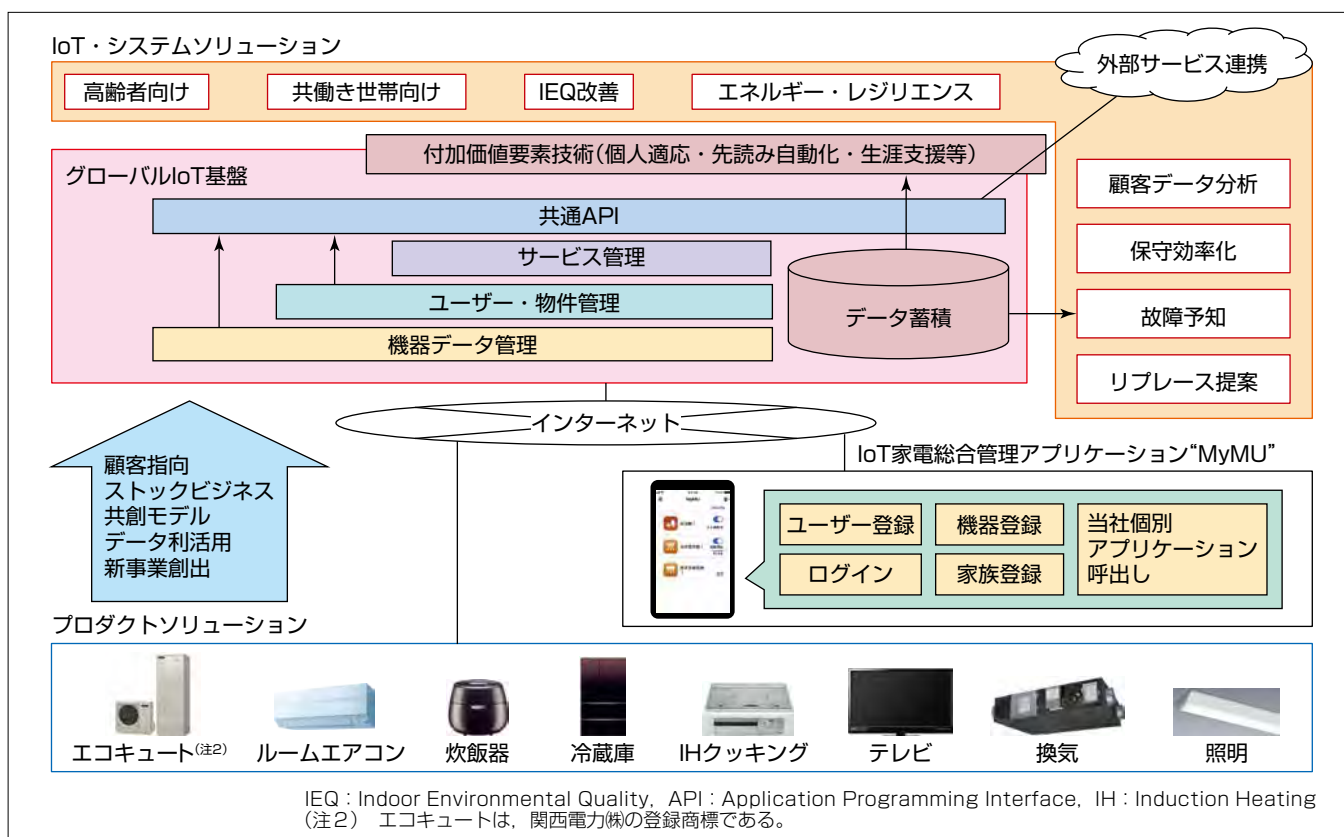 IoT・システムソリューション
外部サービス連携
高齢者向け
共働き世帯向け
IEQ改善
エネルギー・レジリエンス
付加価値要素技術(個人適応・先読み自動化・生涯支援等)
グローバルIoT基盤
共通API
サービス管理
ユーザー・物件管理
機器データ管理
データ蓄積
顧客データ分析
保守効率化
故障予知
リプレース提案
インターネット
顧客指向
ストックビジネス
共創モデル
データ利活用
新事業創出
IoT家電総合管理アプリケーション“MyMU”
MyMU
ユーザー登録
機器登録
当社個別
アプリケーション
呼出し
ログイン
家族登録
プロダクトソリューション
エコキュート(注2)
ルームエアコン
炊飯器
冷蔵庫
IHクッキング
テレビ
換気
照明
IEQ:Indoor Environmental Quality, API:Application Programming Interface, IH:Induction Heating
(注2) エコキュートは,関西電力㈱の登録商標である。